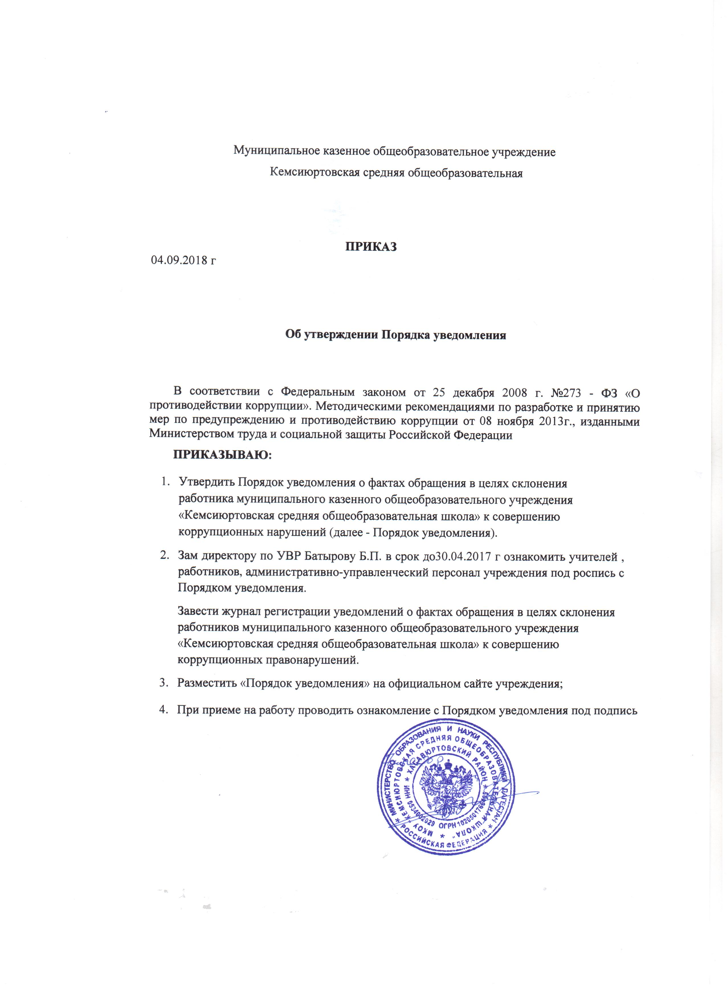 Муниципальное казенное общеобразовательное учреждение
Кемсиюртовская средняя общеобразовательная
ПРИКАЗ
04.09.2018 г
Об утверждении Порядка уведомления
В соответствии с Федеральным законом от 25 декабря 2008 г. №273 - ФЗ «О
противодействии коррупции». Методическими рекомендациями по разработке и принятию
мер по предупреждению и противодействию коррупции от 08 ноября 2013г., изданными
Министерством труда и социальной защиты Российской Федерации
ПРИКАЗЫВАЮ:
1. Утвердить Порядок уведомления о фактах обращения в целях склонения
работника муниципального казенного общеобразовательного учреждения
«Кемсиюртовская средняя общеобразовательная школа» к совершению
коррупционных нарушений (далее - Порядок уведомления).
2. Зам директору по УВР Батырову Б.П. в срок до30.04.2017 г ознакомить учителей ,
работников, административно-управленческий персонал учреждения под роспись с
Порядком уведомления.
Завести журнал регистрации уведомлений о фактах обращения в целях склонения
работников муниципального казенного общеобразовательного учреждения
«Кемсиюртовская средняя общеобразовательная школа» к совершению
коррупционных правонарушений.
3. Разместить «Порядок уведомления» на официальном сайте учреждения;
4. При приеме на работу проводить ознакомление с Порядком уведомления под подпись
* МИНИСТЕРСТВО ОБРАЗОВАНИЯ И НАУКИ РЕСПУБЛИКИ ДАГЕСТАН
* РОССИЙСКАЯ ФЕДЕРАЦИЯ *
* МКОУ "КЕМСИЮРТОВСКАЯ СРЕДНЯЯ ОБЩЕОБРАЗОВАТЕЛЬНАЯ ШКОЛА"
* ХАСАВЮРТОВСКИЙ РАЙОН *
ИНН 0534002029 ОГРН 1020501766405